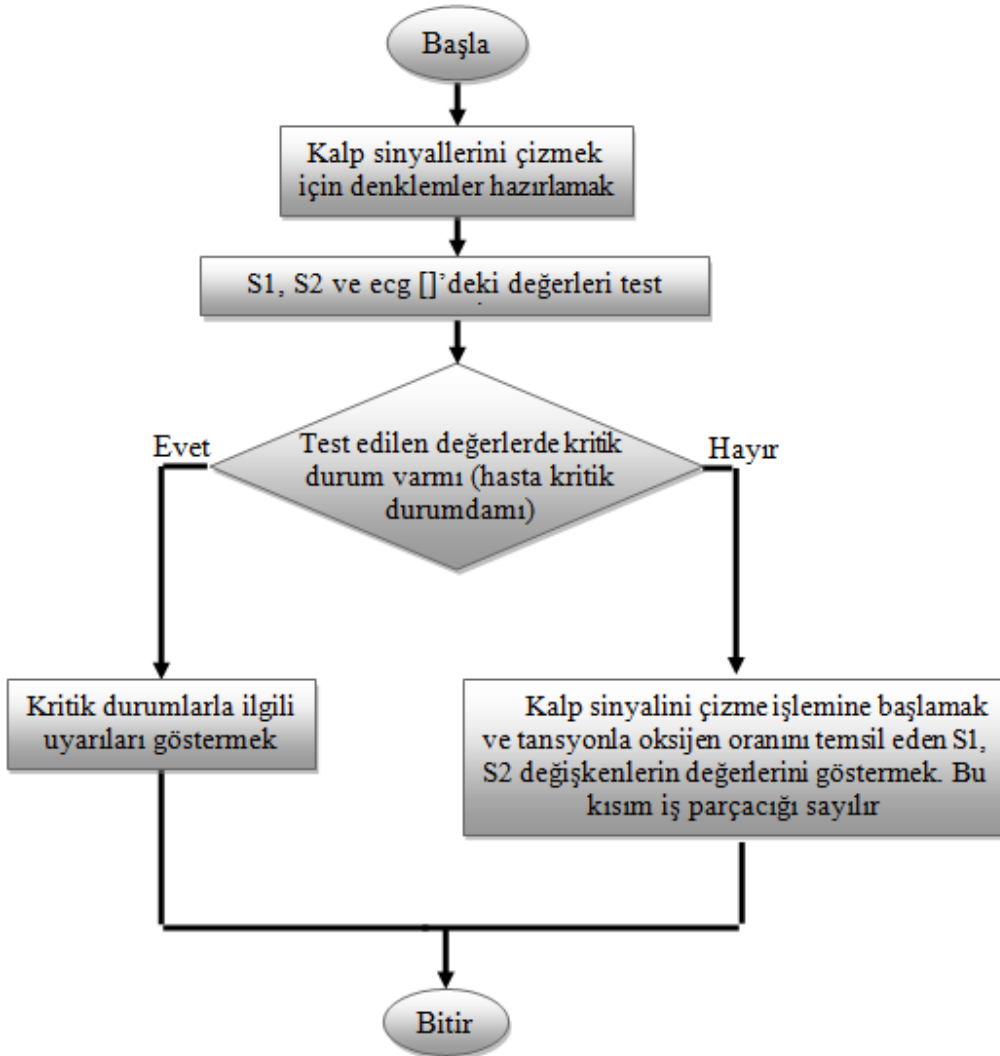 Başla
Kalp sinyallerini çizmek
için denklemler hazırlamak
S1, S2 ve ecg []'deki değerleri test
Evet
Test edilen değerlerde kritik
durum varmı (hasta kritik
durumdamı)
Hayır
Kritik durumlarla ilgili
uyarıları göstermek
Kalp sinyalini çizme işlemine başlamak
ve tansyonla oksijen oranını temsil eden S1,
S2 değişkenlerin değerlerini göstermek. Bu
kısım iş parçacığı sayılır
Bitir